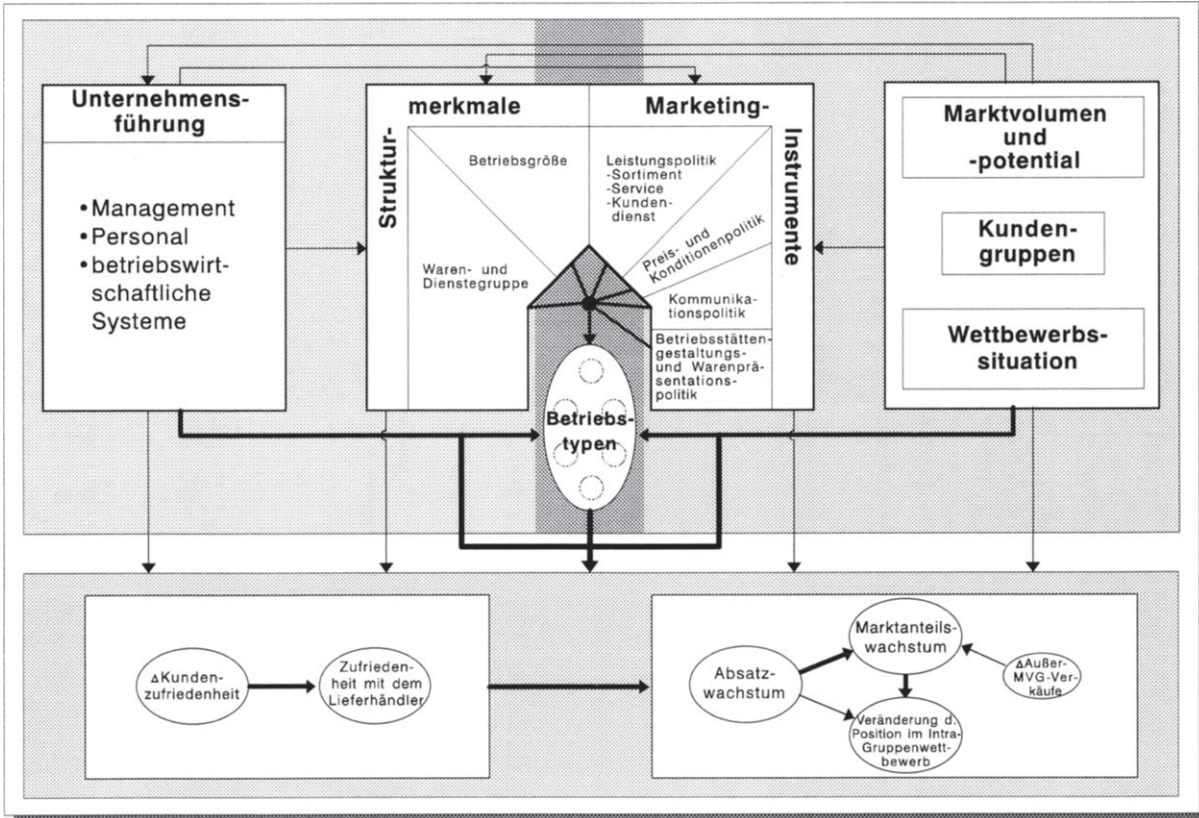 Unternehmens-
führung
•Management
•Personal
•betriebswirt-
schaftliche
Systeme
Struktur-
merkmale
Betriebsgröße
Waren- und
Dienstegruppe
Marketing-
Instrumente
Leistungspolitik
-Sortiment
-Service
-Kunden-
dienst
Preis- und
Konditionenpolitik
Kommunika-
tionspolitik
Betriebsstätten-
gestaltungs-
und Warenprä-
sentations-
politik
Marktvolumen
und
-potential
Kunden-
gruppen
Wettbewerbs-
situation
Betriebs-
typen
ΔKunden-
zufriedenheit
Zufrieden-
heit mit dem
Lieferhändler
Absatz-
wachstum
Marktanteils-
wachstum
ΔAußer-
MVG-Ver-
käufe
Veränderung d.
Position im Intra-
Gruppenwett-
bewerb